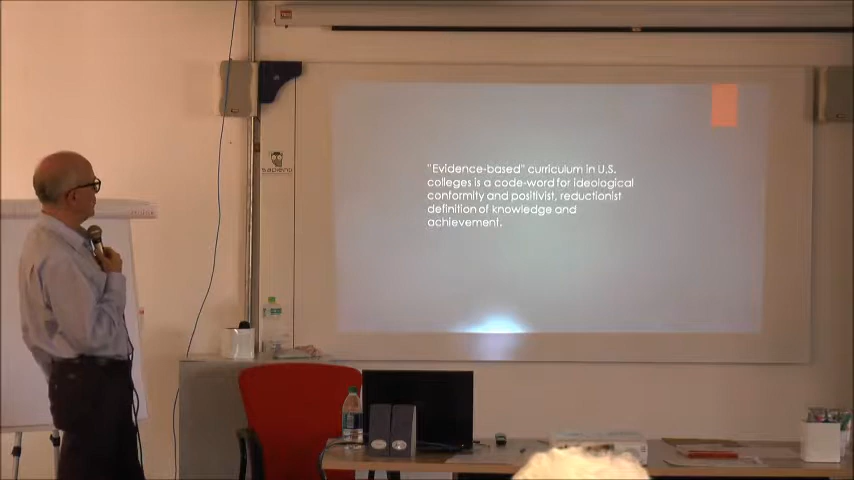 "Evidence-based" curriculum in U.S.
colleges is a code-word for ideological
conformity and positivist, reductionist
definition of knowledge and
achievement.
sapiens